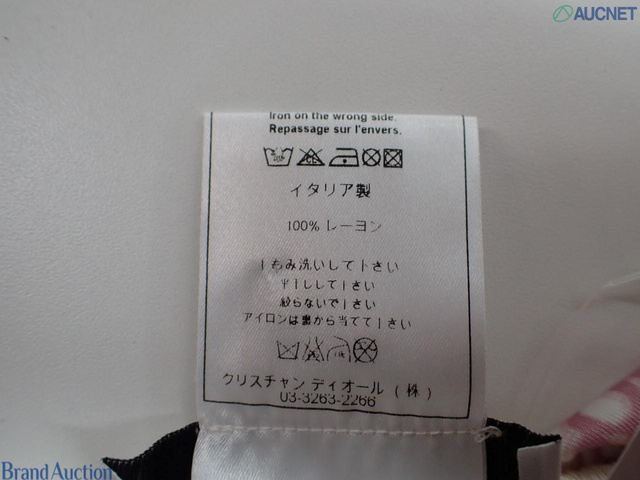 AUCNET
Iron on the wrong side.
Repassage sur l'envers.
イタリア製
100% レーヨン
もみ洗いして下さい
平干しして下さい
絞らないで下さい
アイロンは裏から当てて下さい
クリスチャン ディオール (株)
03-3263-2266
Brand Auction